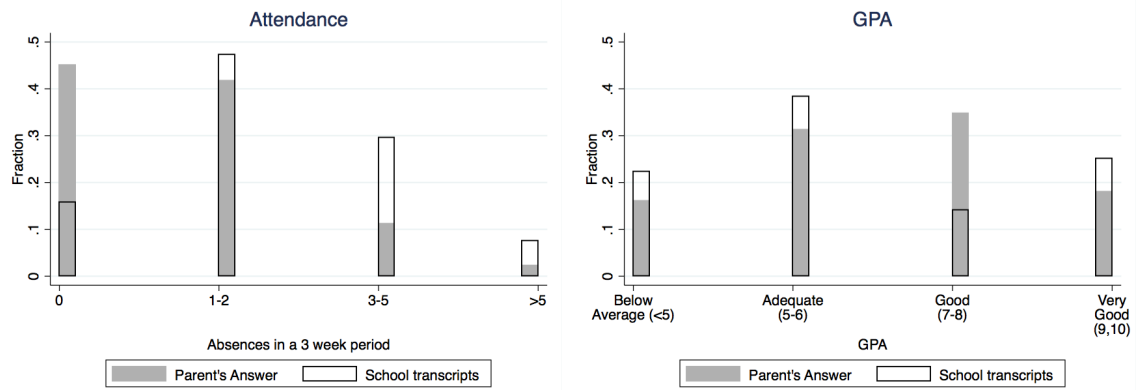 Attendance
Fraction
.5
.4
.3
.2
.1
0
0 1-2 3-5 >5
Absences in a 3 week period
Parent's Answer School transcripts
GPA
Fraction
.5
.4
.3
.2
.1
0
Below Adequate Good Very
Average (<5) (5-6) (7-8) Good
(9,10)
GPA
Parent's Answer School transcripts